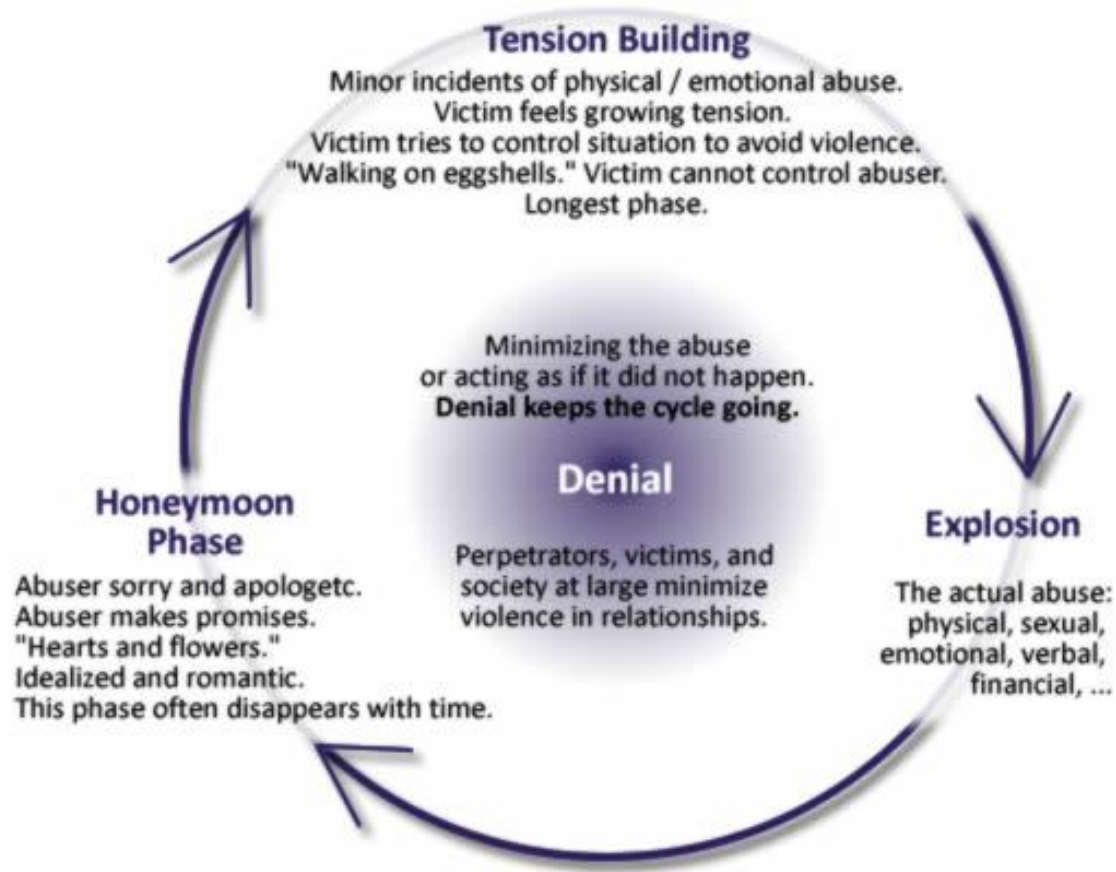 Tension Building
Minor incidents of physical / emotional abuse.
Victim feels growing tension.
Victim tries to control situation to avoid violence.
"Walking on eggshells." Victim cannot control abuser.
Longest phase.
Minimizing the abuse
or acting as if it did not happen.
Denial keeps the cycle going.
Denial
Perpetrators, victims, and
society at large minimize
violence in relationships.
Explosion
The actual abuse:
physical, sexual,
emotional, verbal,
financial, ...
Honeymoon
Phase
Abuser sorry and apologetc.
Abuser makes promises.
"Hearts and flowers."
Idealized and romantic.
This phase often disappears with time.